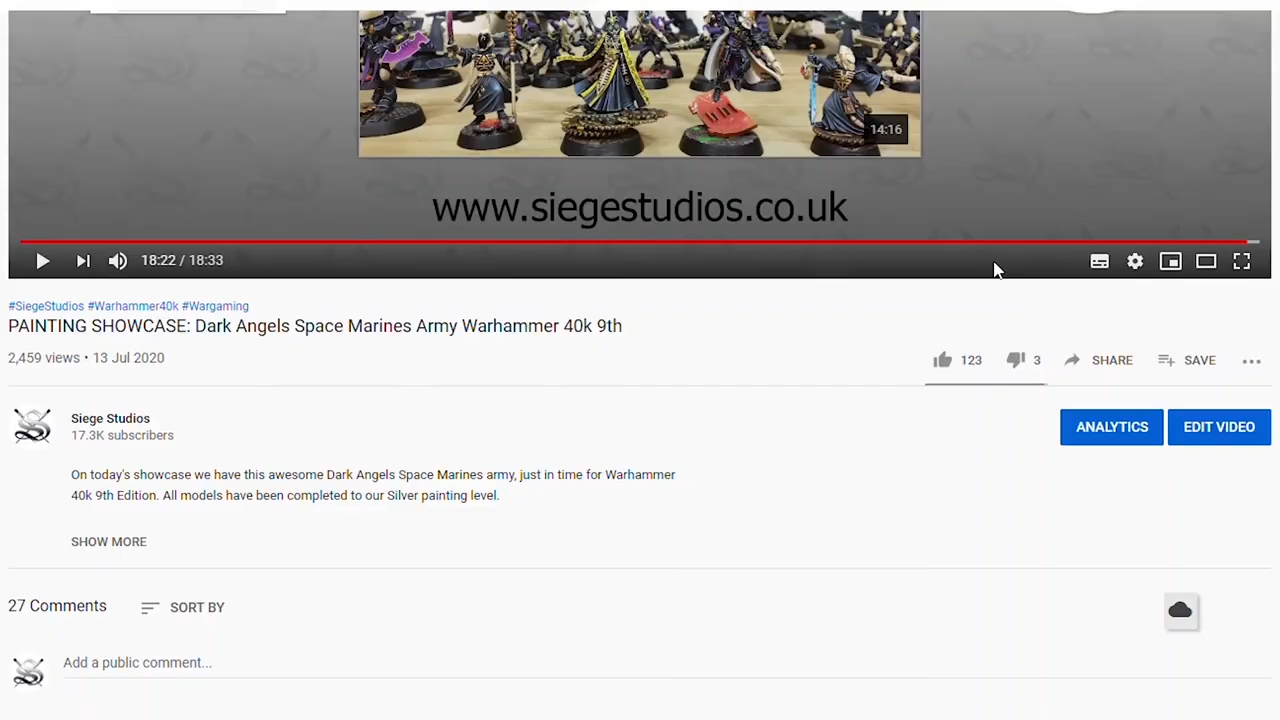 14:16
www.siegestudios.co.uk
18:22 / 18:33
#SiegeStudios #Warhammer40k #Wargaming
PAINTING SHOWCASE: Dark Angels Space Marines Army Warhammer 40k 9th
2,459 views • 13 Jul 2020
123 3 SHARE SAVE
Siege Studios
17.3K subscribers
ANALYTICS EDIT VIDEO
On today's showcase we have this awesome Dark Angels Space Marines army, just in time for Warhammer
40k 9th Edition. All models have been completed to our Silver painting level.
SHOW MORE
27 Comments SORT BY
Add a public comment...